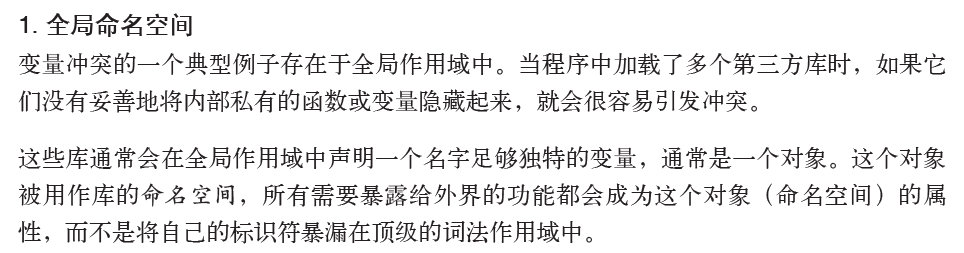 1. 全局命名空间
变量冲突的一个典型例子存在于全局作用域中。当程序中加载了多个第三方库时，如果它
们没有妥善地将内部私有的函数或变量隐藏起来，就会很容易引发冲突。
这些库通常会在全局作用域中声明一个名字足够独特的变量，通常是一个对象。这个对象
被用作库的命名空间，所有需要暴露给外界的功能都会成为这个对象（命名空间）的属
性，而不是将自己的标识符暴漏在顶级的词法作用域中。